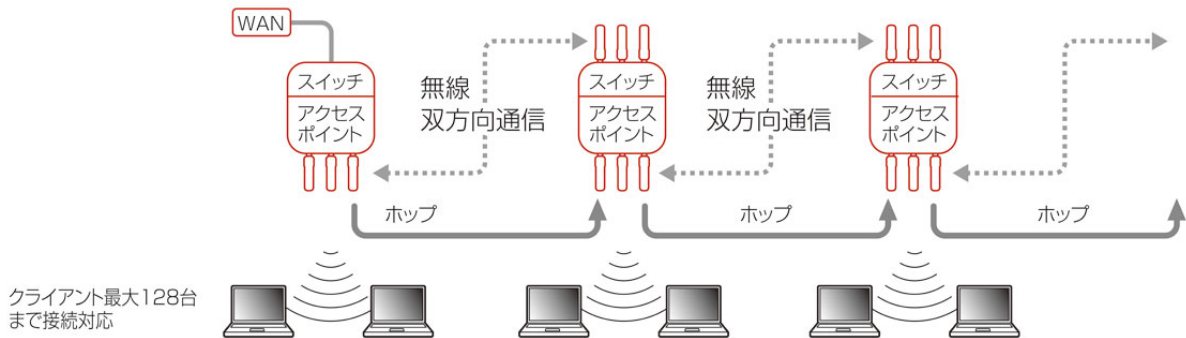 WAN
スイッチ
アクセス
ポイント
無線
双方向通信
スイッチ
アクセス
ポイント
無線
双方向通信
スイッチ
アクセス
ポイント
ホップ
ホップ
ホップ
クライアント最大128台
まで接続対応